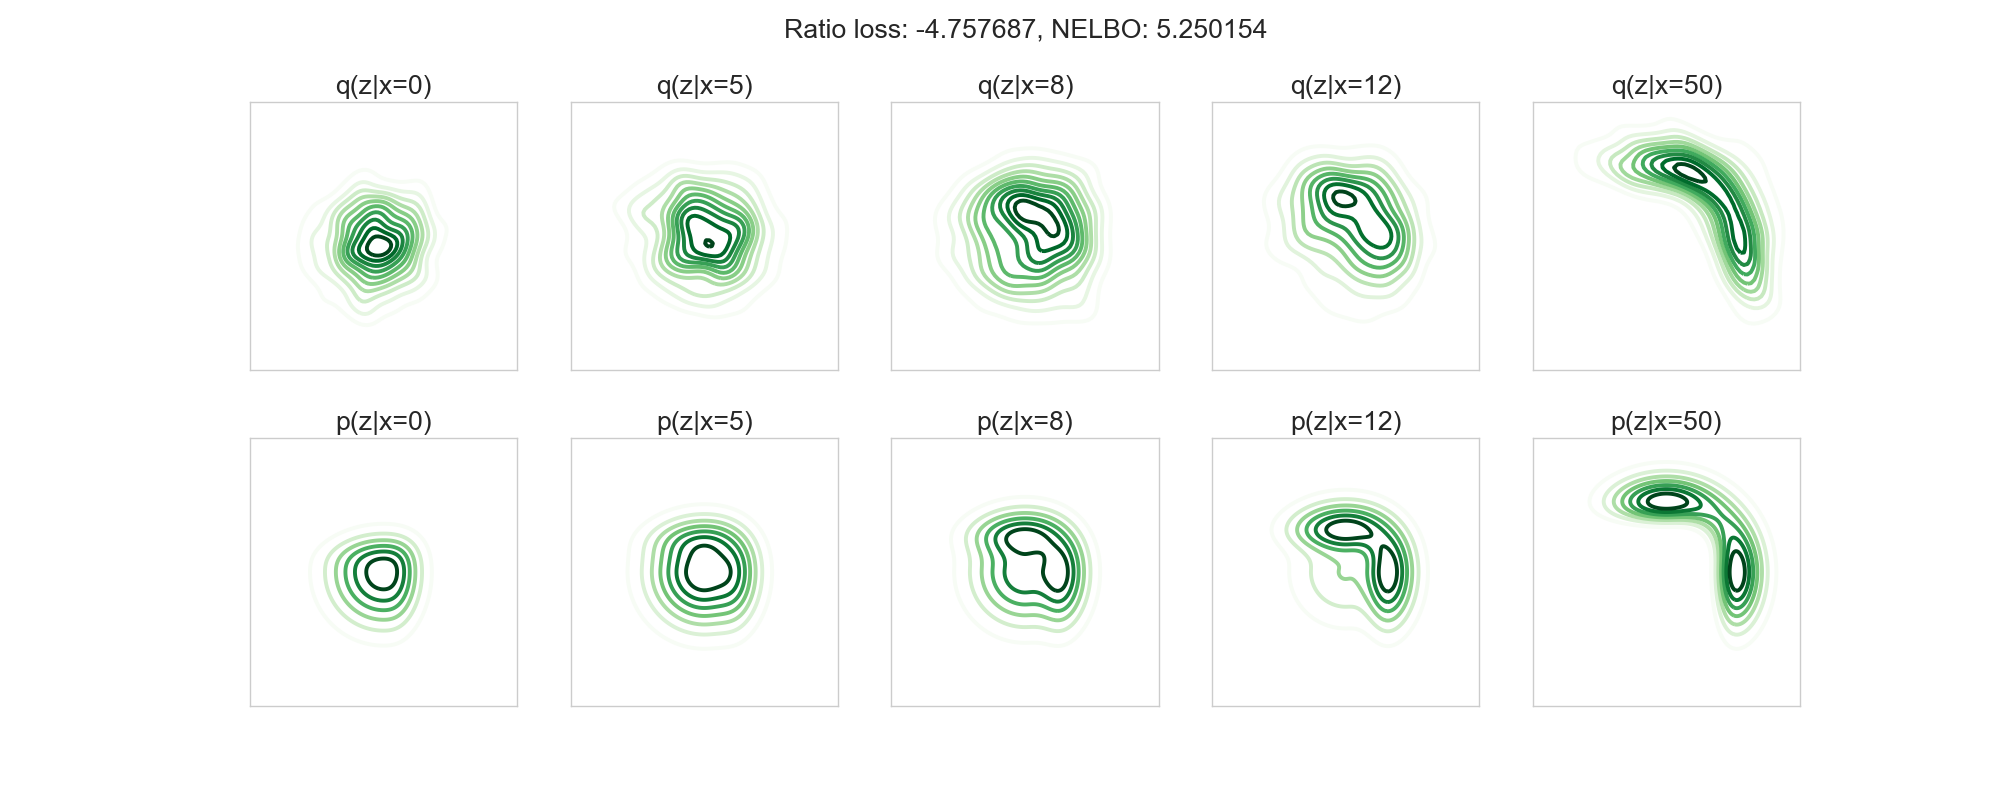 Ratio loss: -4.757687, NELBO: 5.250154
q(z|x=0) q(z|x=5) q(z|x=8) q(z|x=12) q(z|x=50)
p(z|x=0) p(z|x=5) p(z|x=8) p(z|x=12) p(z|x=50)